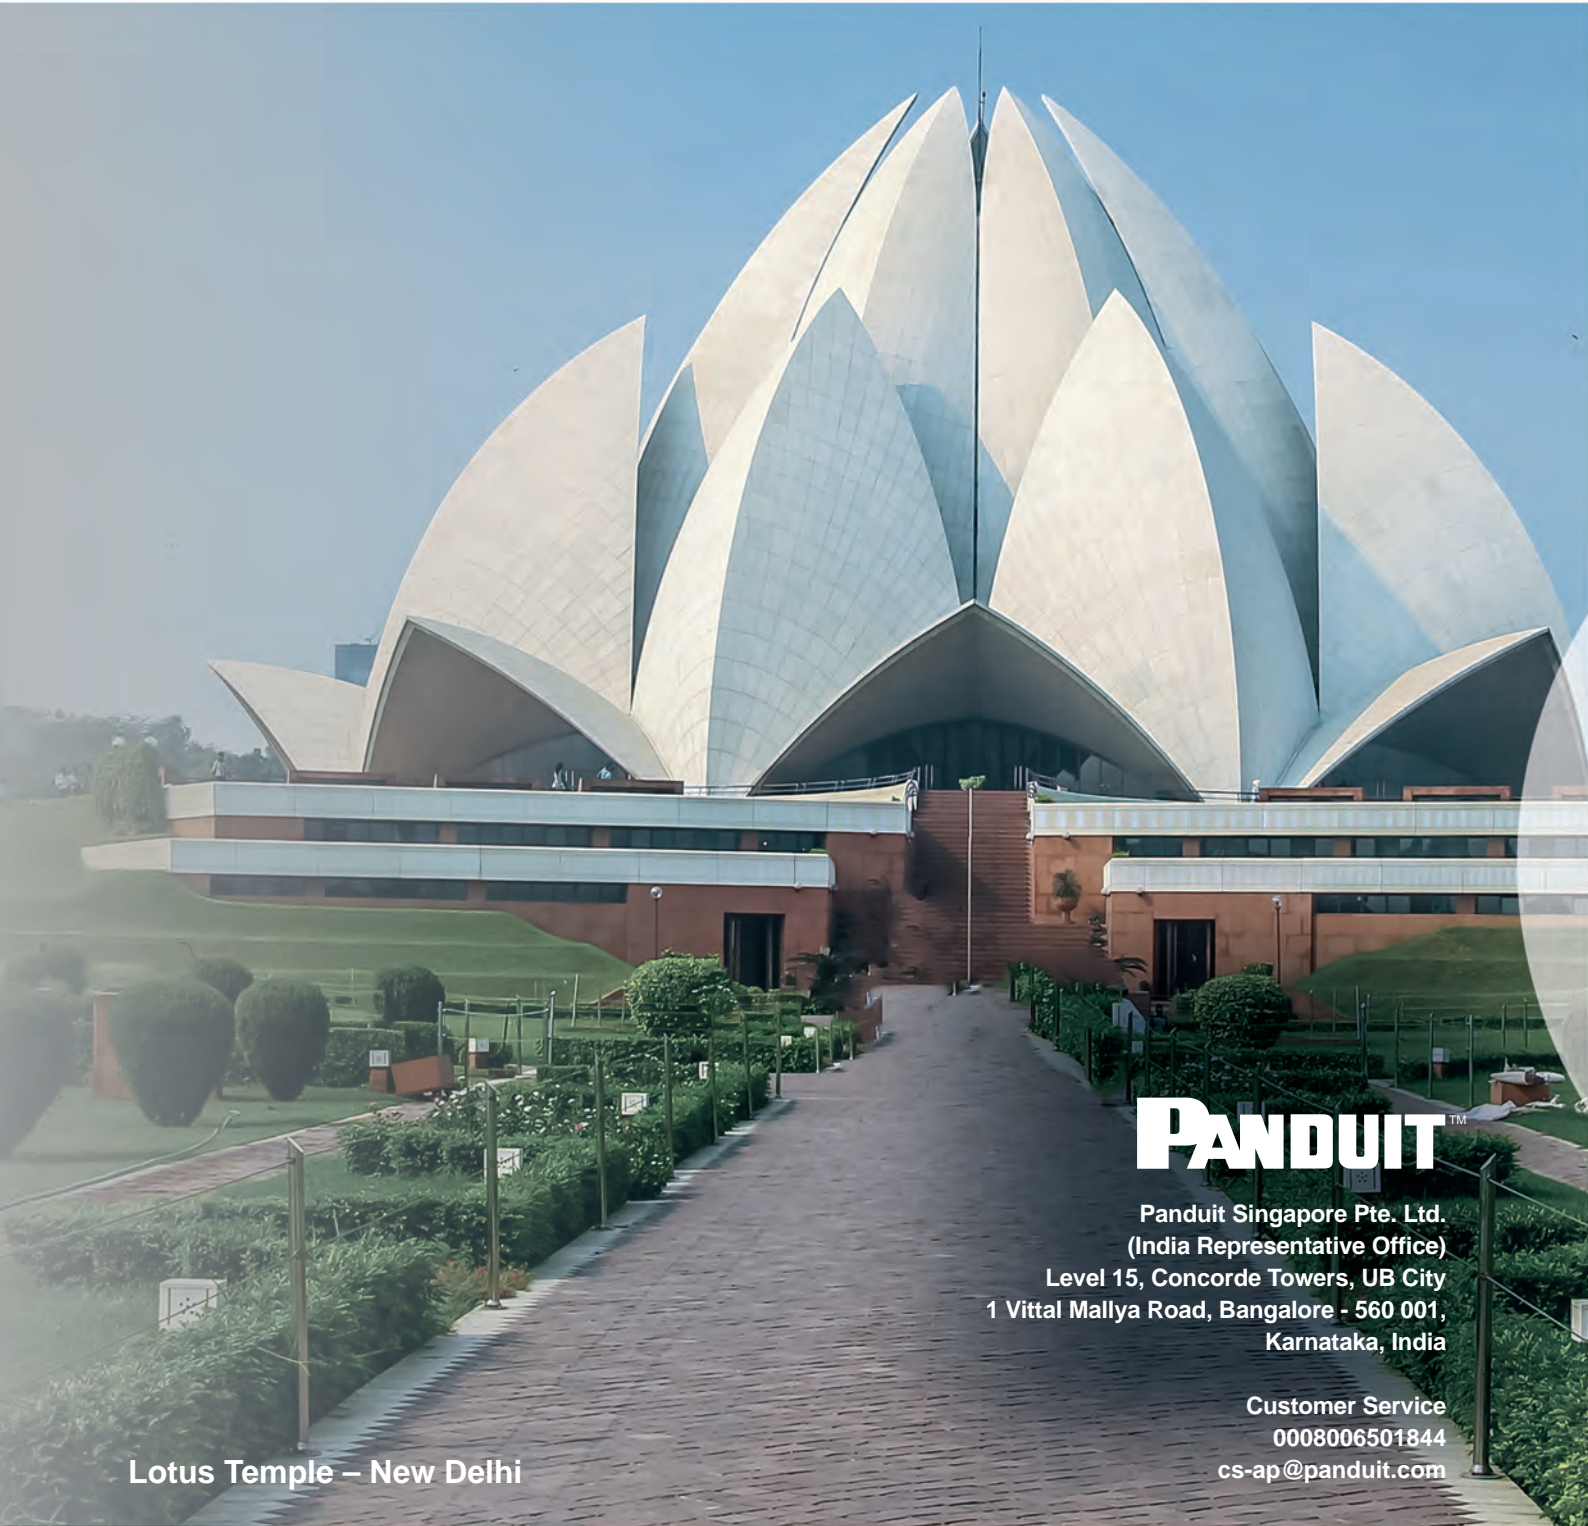 PANDUIT™
Panduit Singapore Pte. Ltd.
(India Representative Office)
Level 15, Concorde Towers, UB City
1 Vittal Mallya Road, Bangalore - 560 001,
Karnataka, India
Customer Service
0008006501844
cs-ap@panduit.com
Lotus Temple – New Delhi